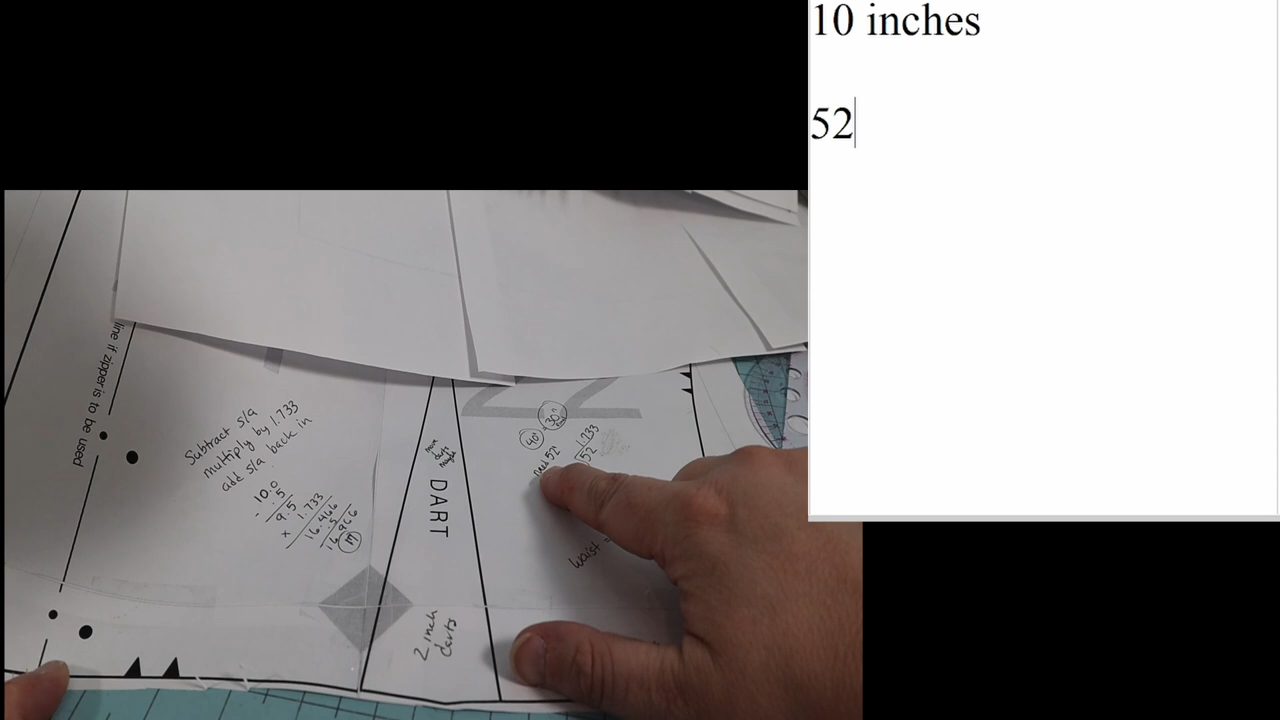 10 inches
52
line if zipper is to be used
Subtract s/a
multiply by 1.733
add s/a back in
10.0
- .5
9.5
x 1.733
16.466
.5
16.966
17
DART
2 inch
darts
40
30
need 52
1.733
52
Waist =